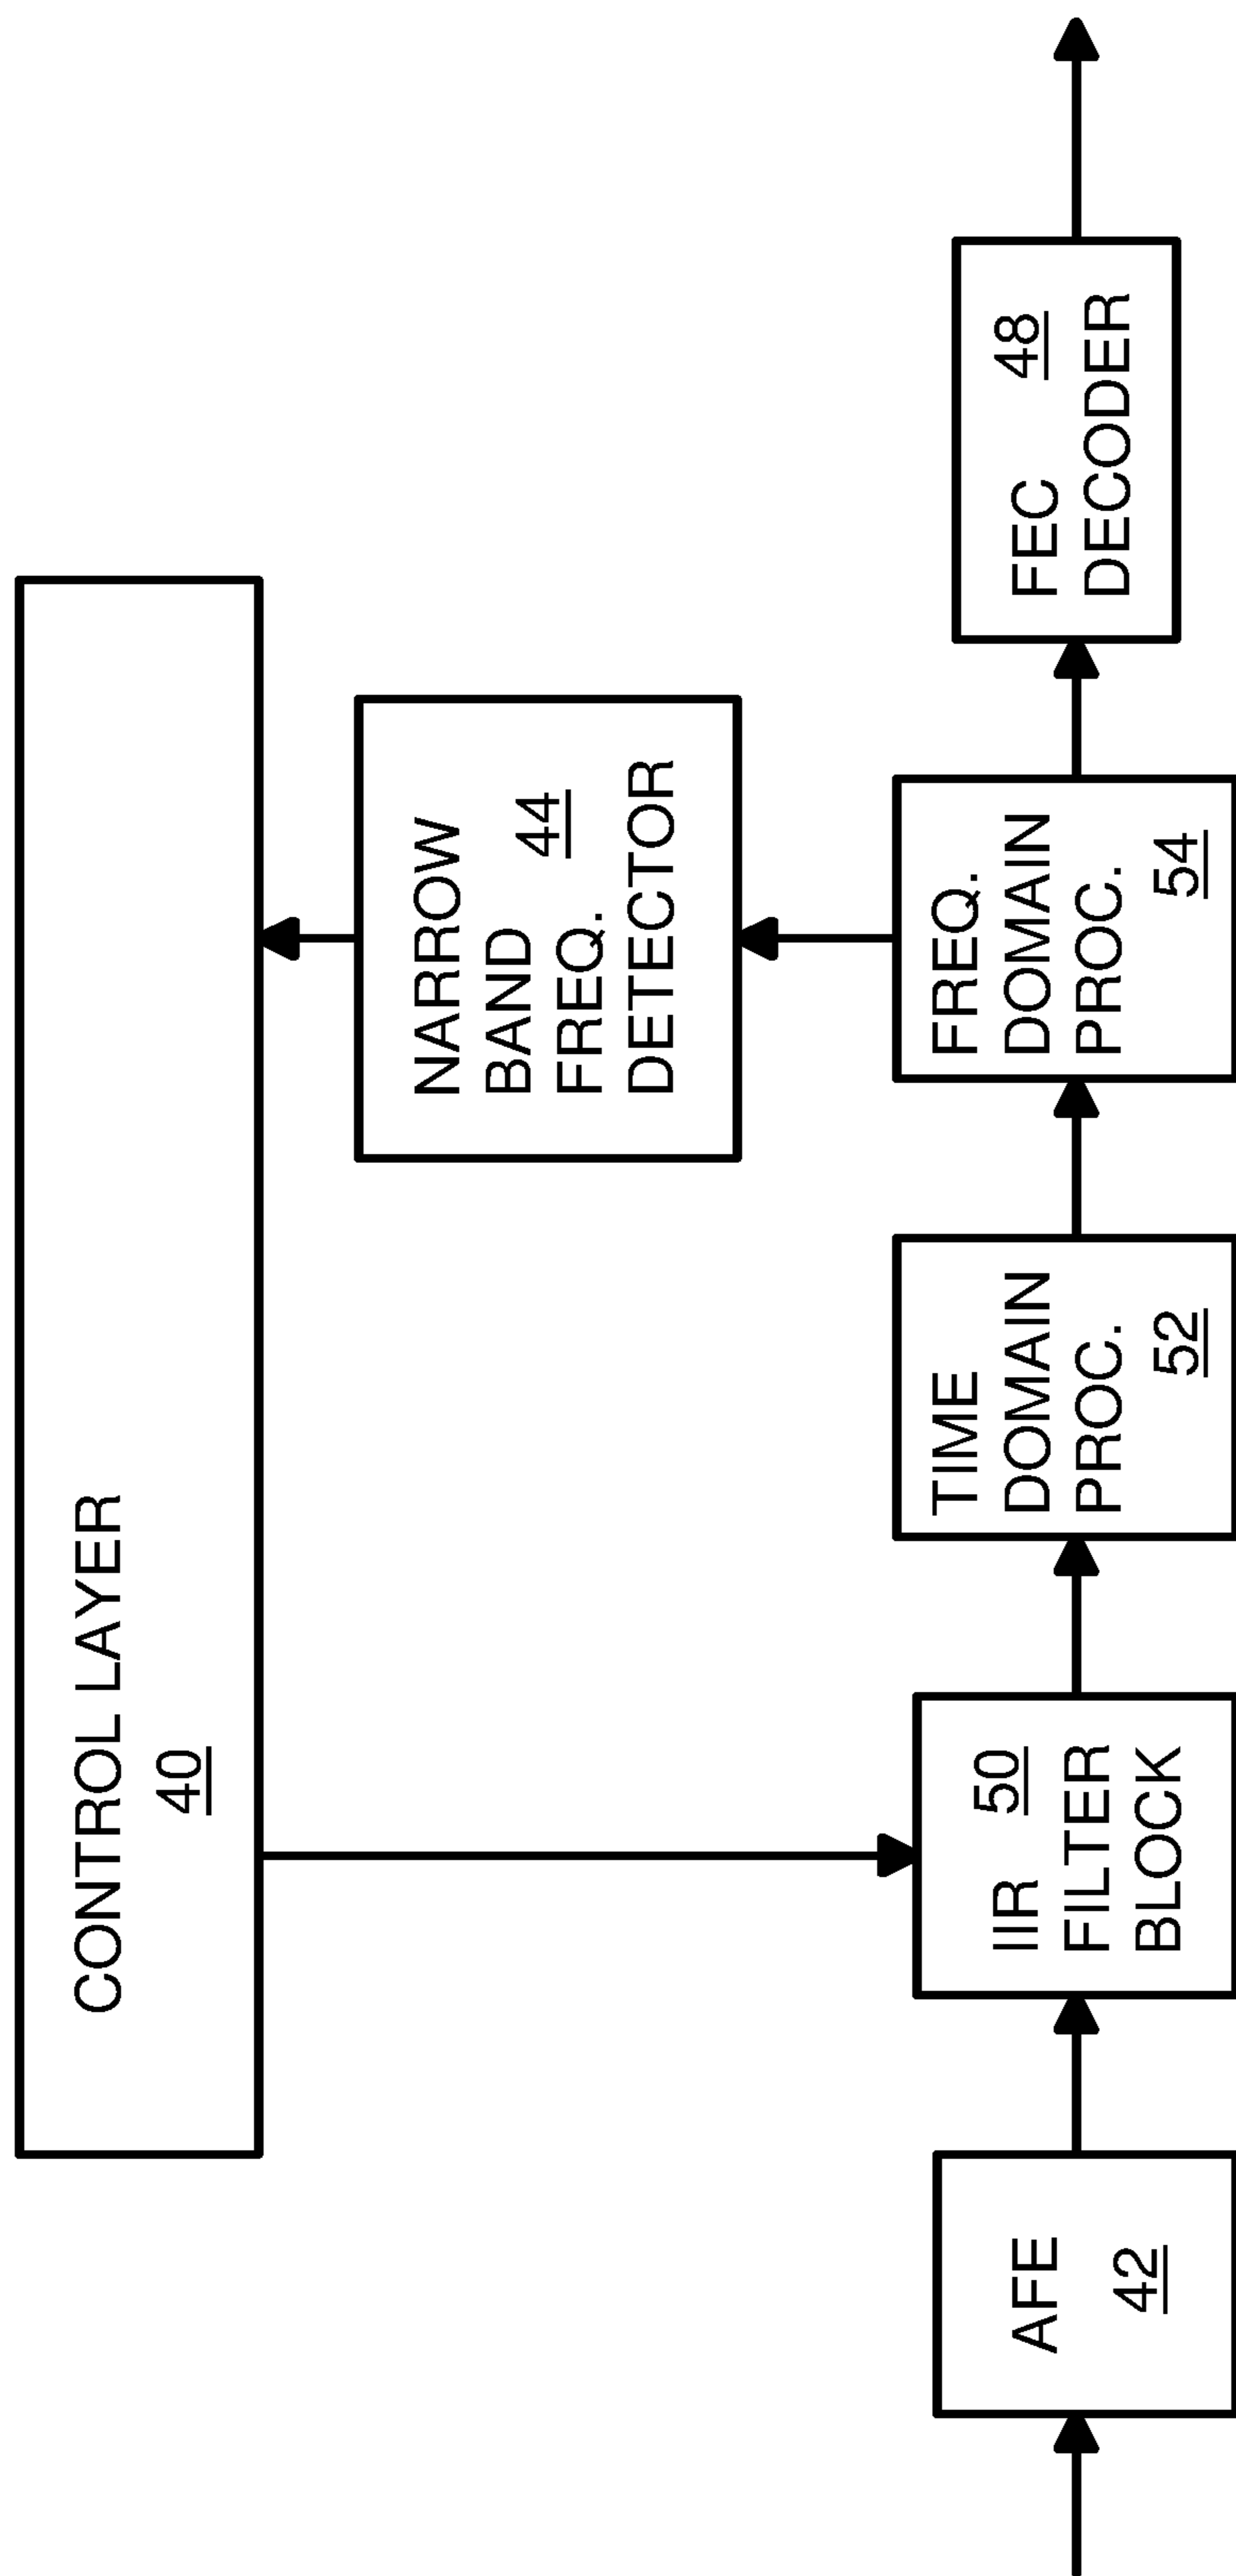 CONTROL LAYER
40
NARROW
BAND 44
FREQ.
DETECTOR
AFE
42
IIR 50
FILTER
BLOCK
TIME
DOMAIN
PROC.
52
FREQ.
DOMAIN
PROC.
54
FEC 48
DECODER